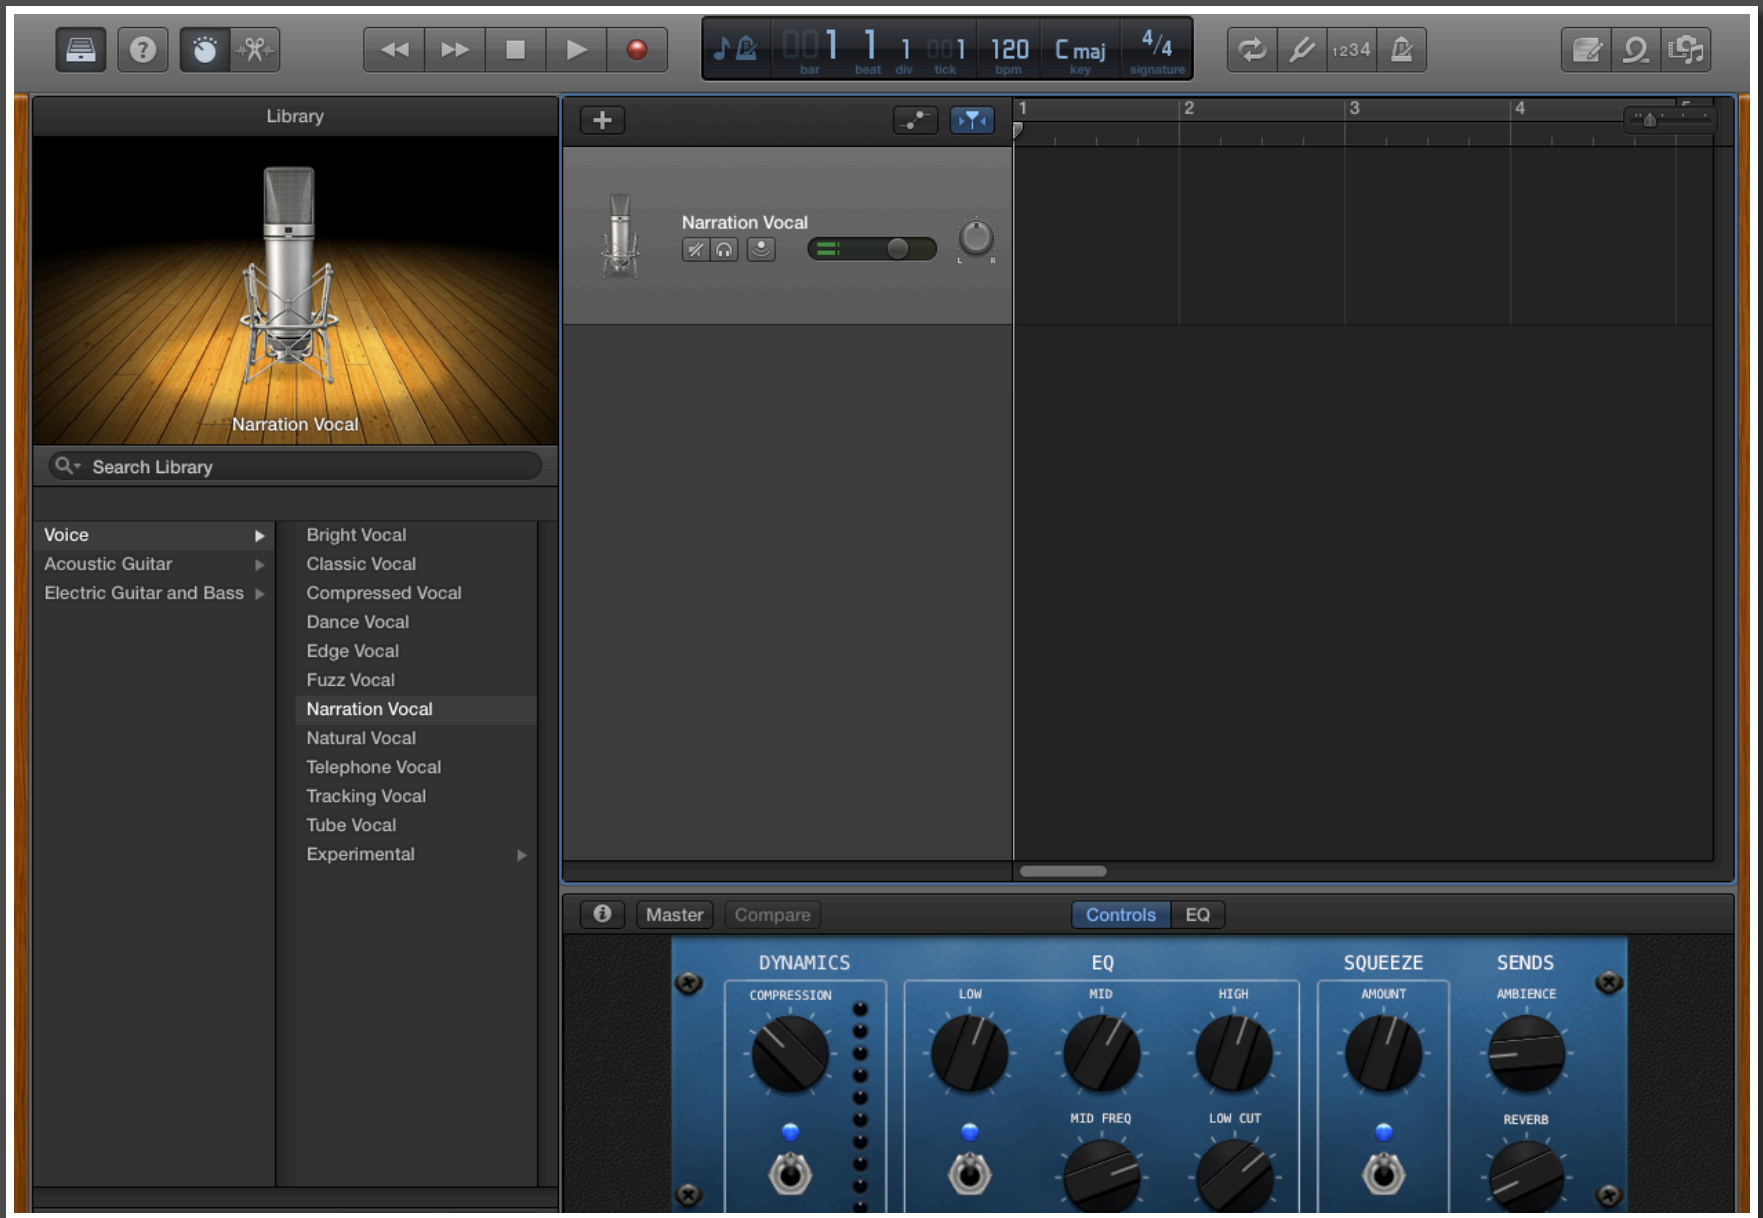 001 1 1 001 120 C maj 4/4
bar beat div tick bpm key signature
1234
Library
1 2 3 4
Narration Vocal
L R
Narration Vocal
Search Library
Voice
Acoustic Guitar
Electric Guitar and Bass
Bright Vocal
Classic Vocal
Compressed Vocal
Dance Vocal
Edge Vocal
Fuzz Vocal
Narration Vocal
Natural Vocal
Telephone Vocal
Tracking Vocal
Tube Vocal
Experimental
Master Compare Controls EQ
DYNAMICS EQ SQUEEZE SENDS
COMPRESSION LOW MID HIGH AMOUNT AMBIENCE
MID FREQ LOW CUT REVERB